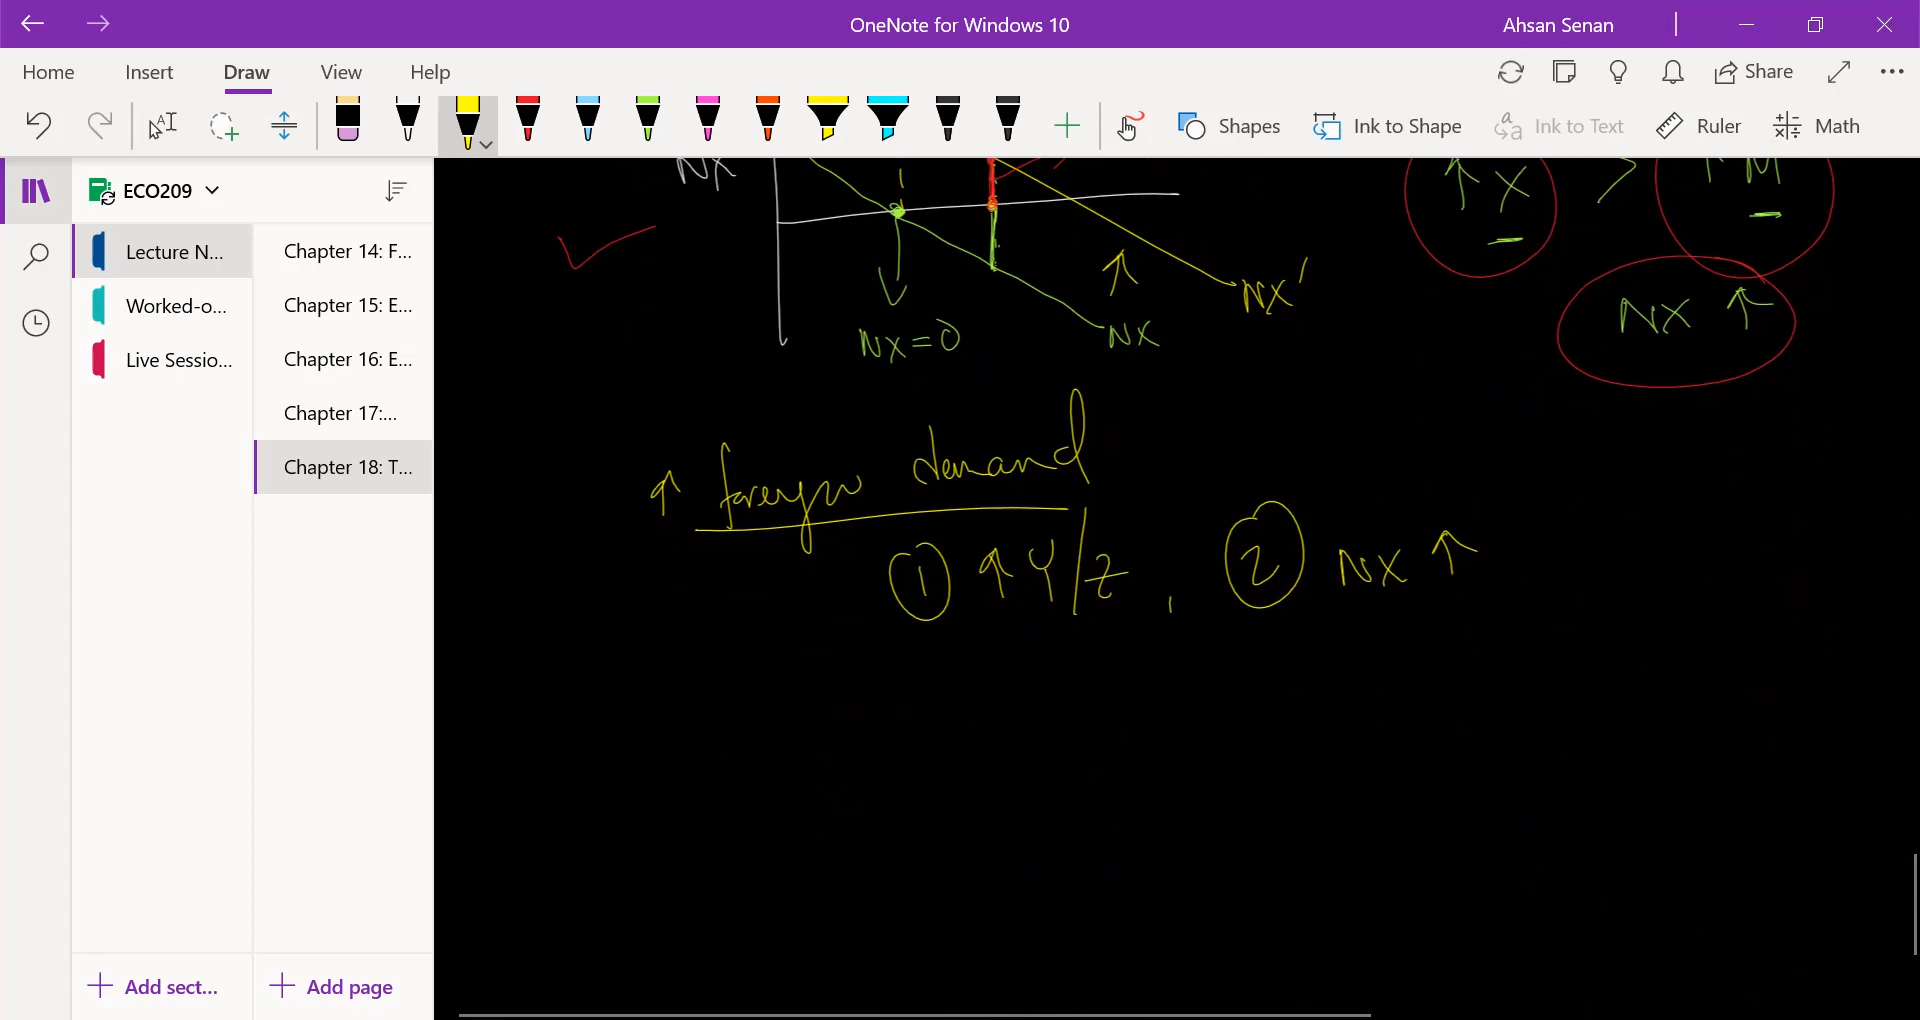 OneNote for Windows 10
Ahsan Senan
Home Insert Draw View Help
Share
Shapes Ink to Shape Ink to Text Ruler Math
ECO209
Lecture N...
Worked-o...
Live Sessio...
Chapter 14: F...
Chapter 15: E...
Chapter 16: E...
Chapter 17:...
Chapter 18: T...
Add sect...
Add page
NX
↑ X > ↑ M
NX'
NX ↑
NX = 0
NX
↑ foreign demand
① ↑ Y/Z , ② NX ↑